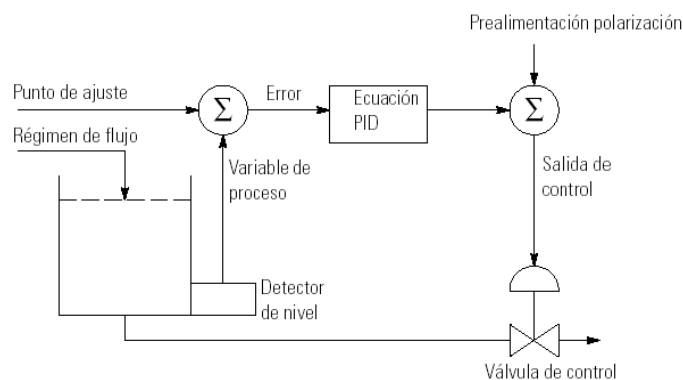 Prealimentación polarización
Punto de ajuste
Σ
Error
Ecuación
PID
Σ
Régimen de flujo
Variable de
proceso
Salida de
control
Detector
de nivel
Válvula de control